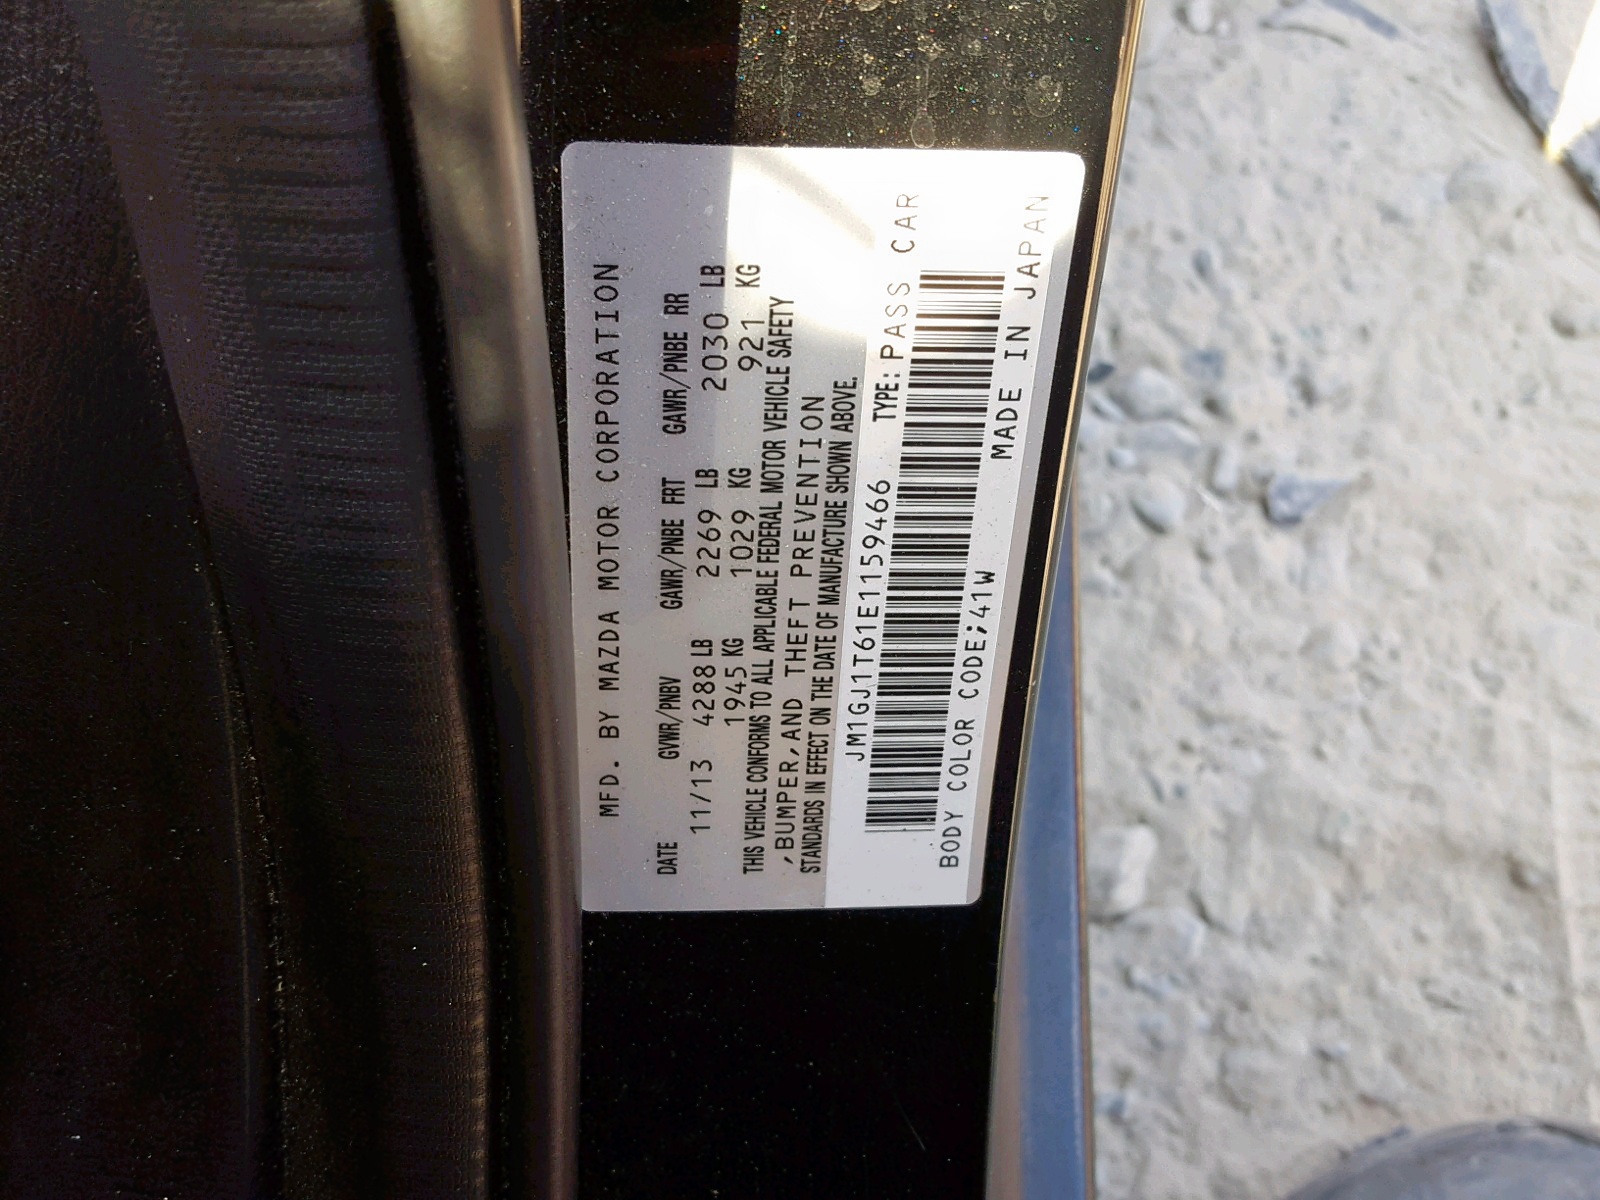 MFD. BY MAZDA MOTOR CORPORATION
DATE GVWR/PNBV GAWR/PNBE FRT GAWR/PNBE RR
11/13 4288 LB 2269 LB 2030 LB
1945 KG 1029 KG 921 KG
THIS VEHICLE CONFORMS TO ALL APPLICABLE FEDERAL MOTOR VEHICLE SAFETY
,BUMPER,AND THEFT PREVENTION
STANDARDS IN EFFECT ON THE DATE OF MANUFACTURE SHOWN ABOVE.
JM1GJ1T61E1159466 TYPE: PASS CAR
BODY COLOR CODE;41W MADE IN JAPAN